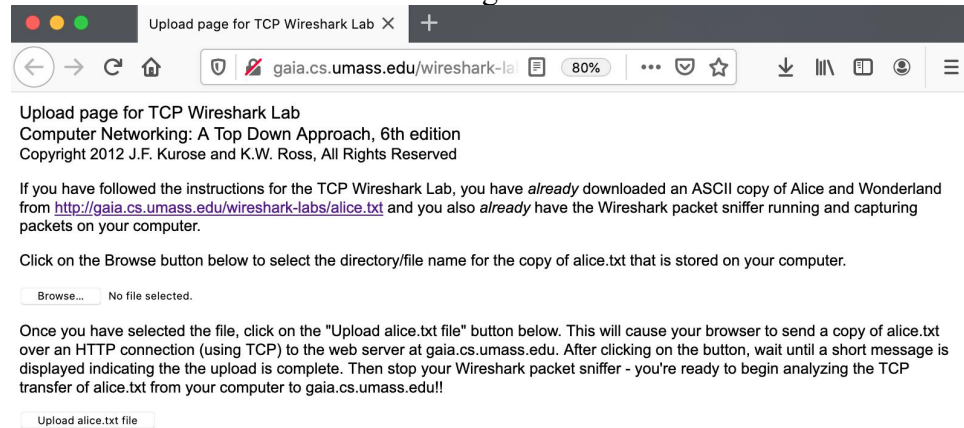 Upload page for TCP Wireshark Lab
gaia.cs.umass.edu/wireshark-la
80%
Upload page for TCP Wireshark Lab
Computer Networking: A Top Down Approach, 6th edition
Copyright 2012 J.F. Kurose and K.W. Ross, All Rights Reserved
If you have followed the instructions for the TCP Wireshark Lab, you have already downloaded an ASCII copy of Alice and Wonderland
from http://gaia.cs.umass.edu/wireshark-labs/alice.txt and you also already have the Wireshark packet sniffer running and capturing
packets on your computer.
Click on the Browse button below to select the directory/file name for the copy of alice.txt that is stored on your computer.
Browse... No file selected.
Once you have selected the file, click on the "Upload alice.txt file" button below. This will cause your browser to send a copy of alice.txt
over an HTTP connection (using TCP) to the web server at gaia.cs.umass.edu. After clicking on the button, wait until a short message is
displayed indicating the the upload is complete. Then stop your Wireshark packet sniffer - you're ready to begin analyzing the TCP
transfer of alice.txt from your computer to gaia.cs.umass.edu!!
Upload alice.txt file